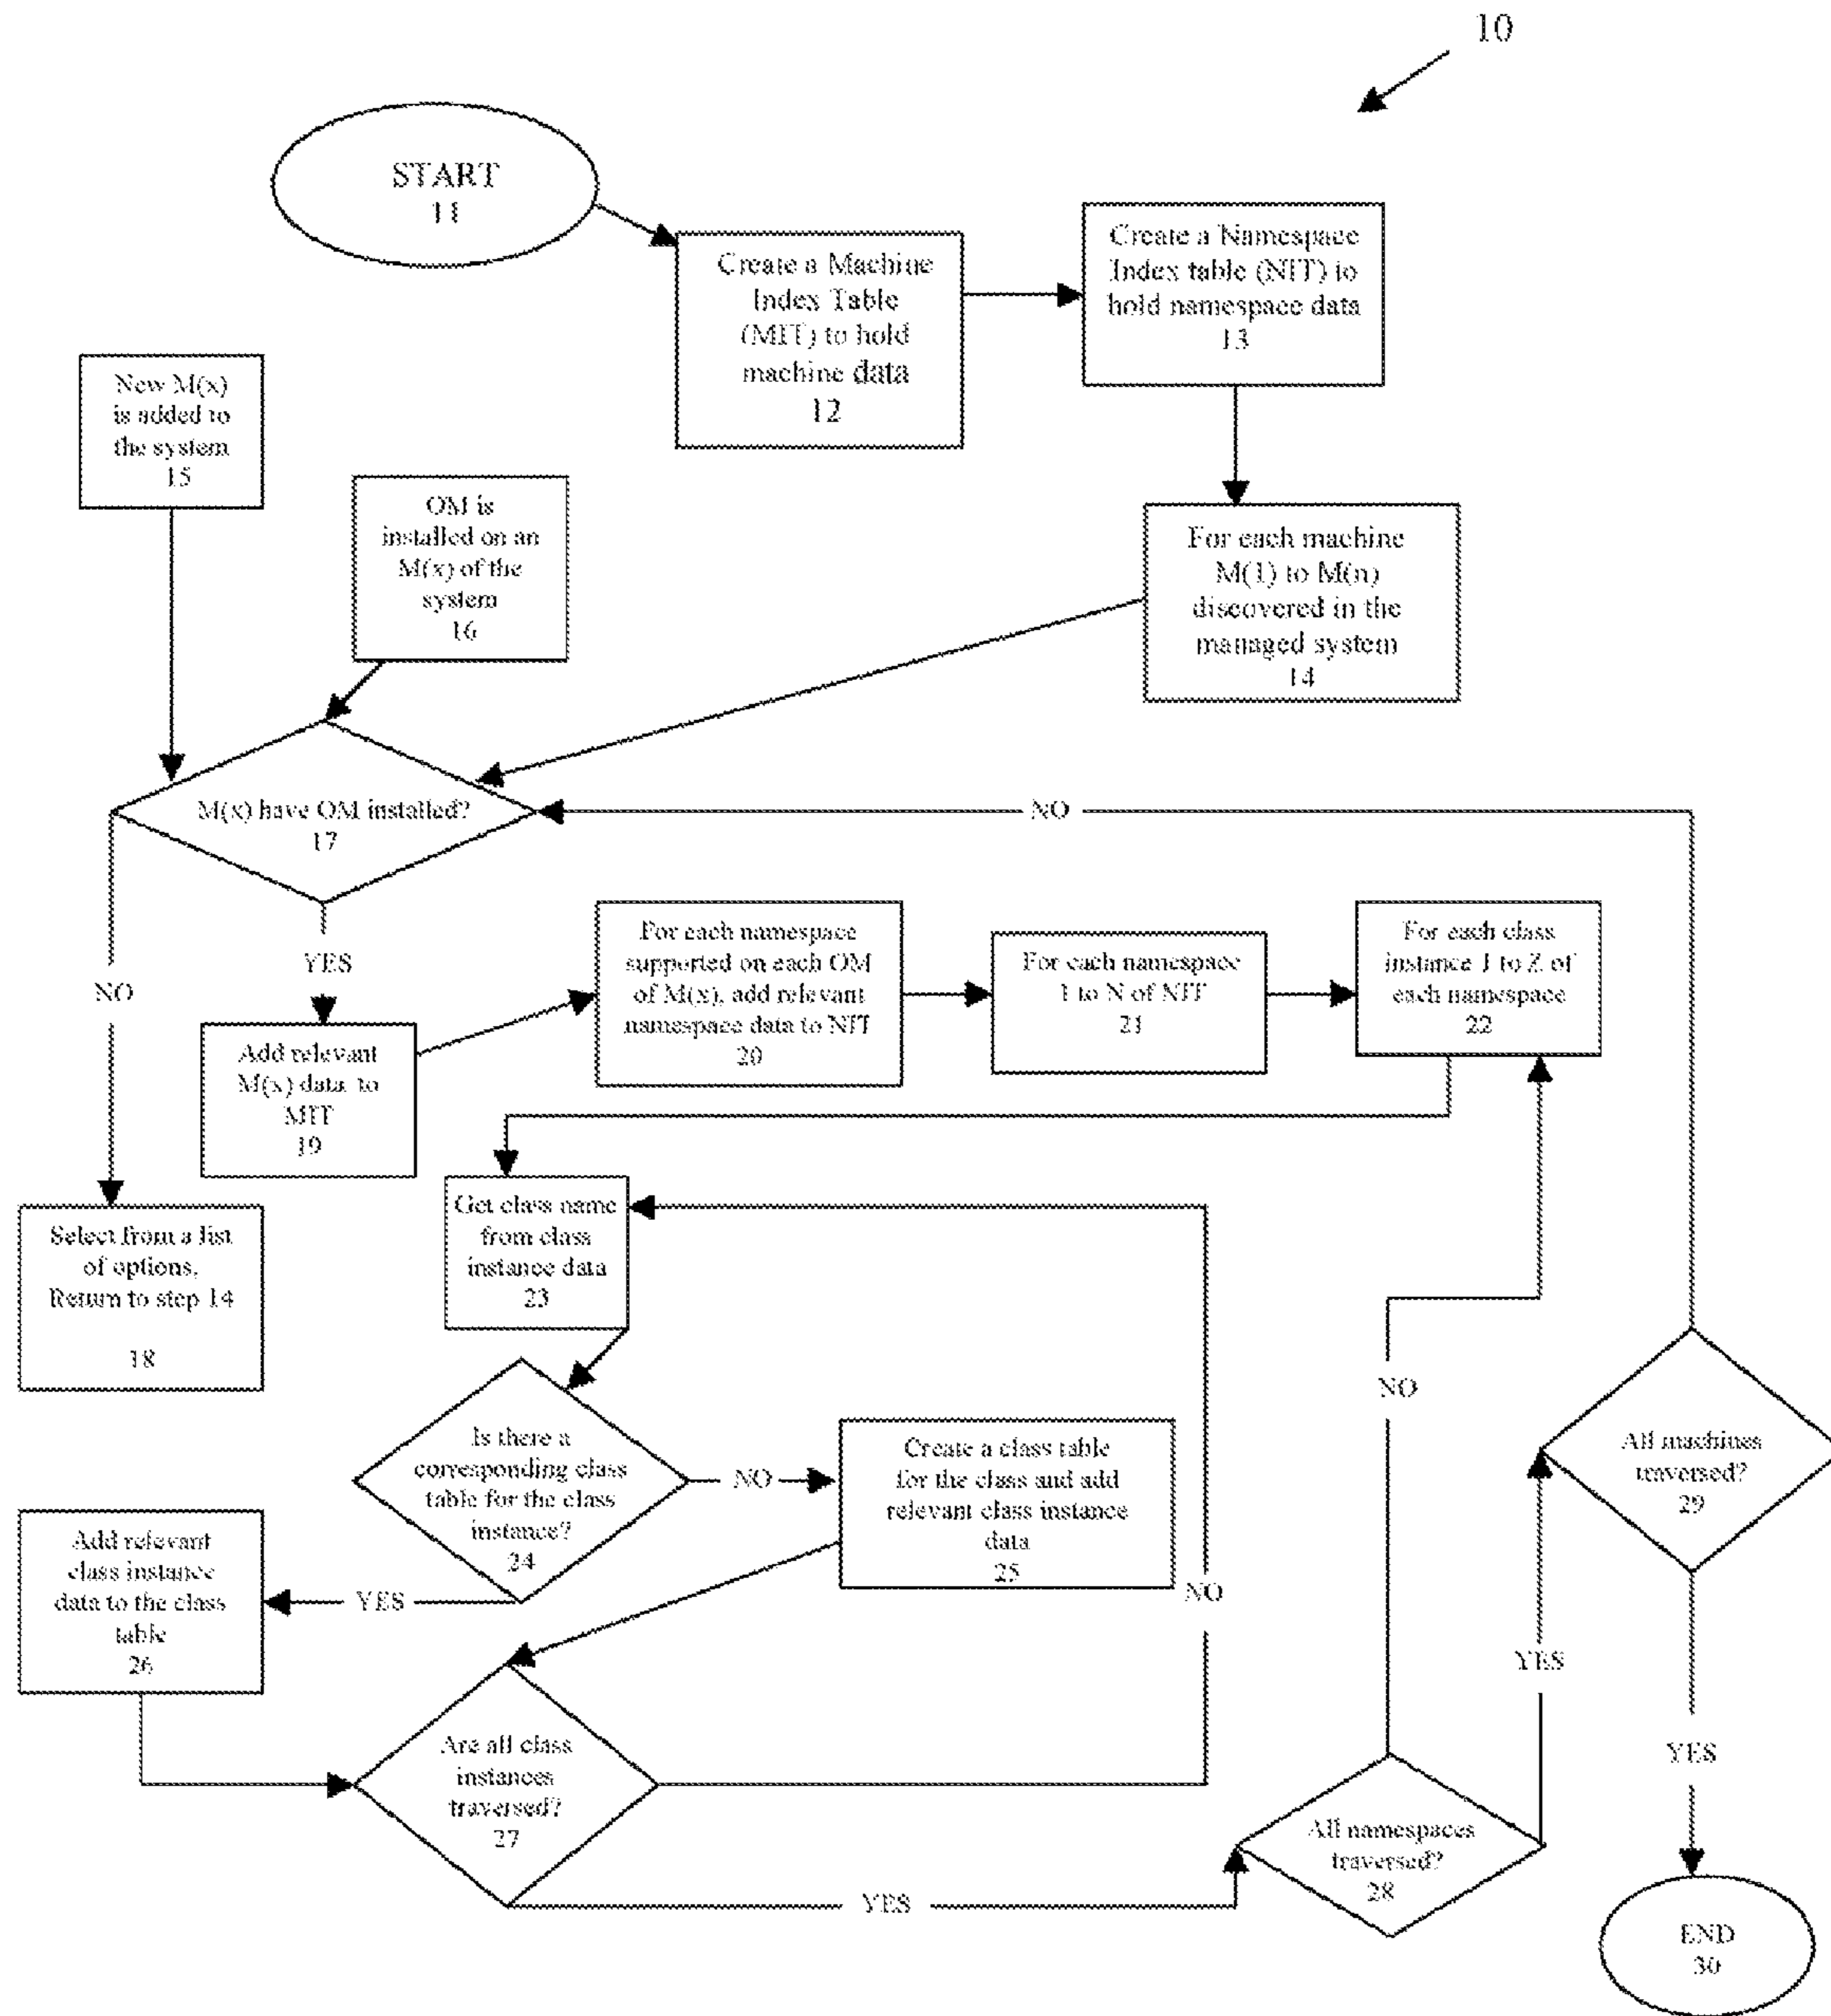 10
START
11
Create a Machine
Index Table
(MIT) to hold
machine data
12
Create a Namespace
Index table (NIT) to
hold namespace data
13
For each machine
M(1) to M(n)
discovered in the
managed system
14
New M(x)
is added to
the system
15
OM is
installed on an
M(x) of the
system
16
M(x) have OM installed?
17
NO
NO
YES
Select from a list
of options.
Return to step 14
18
Add relevant
M(x) data to
MIT
19
For each namespace
supported on each OM
of M(x), add relevant
namespace data to NIT
20
For each namespace
1 to N of NIT
21
For each class
instance 1 to Z of
each namespace
22
Get class name
from class
instance data
23
Is there a
corresponding class
table for the class
instance?
24
NO
YES
Create a class table
for the class and add
relevant class instance
data
25
Add relevant
class instance
data to the class
table
26
Are all class
instances
traversed?
27
NO
YES
All namespaces
traversed?
28
NO
YES
All machines
traversed?
29
YES
END
30